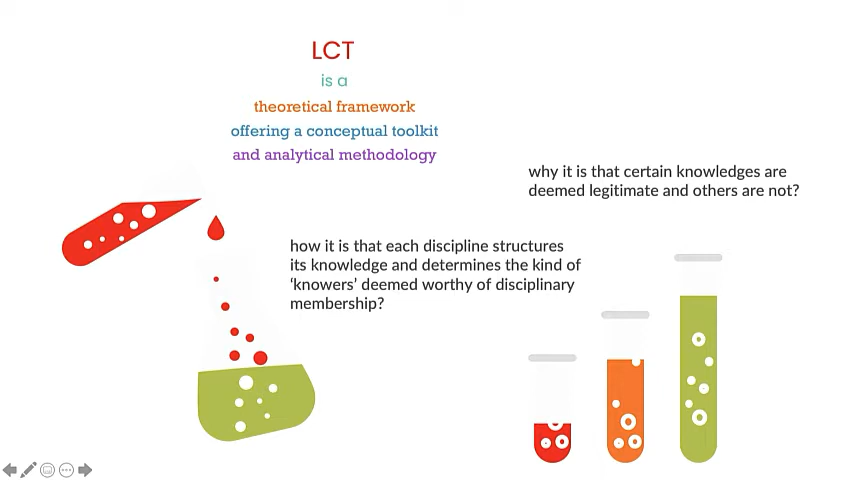 LCT
is a
theoretical framework
offering a conceptual toolkit
and analytical methodology
why it is that certain knowledges are
deemed legitimate and others are not?
how it is that each discipline structures
its knowledge and determines the kind of
‘knowers’ deemed worthy of disciplinary
membership?